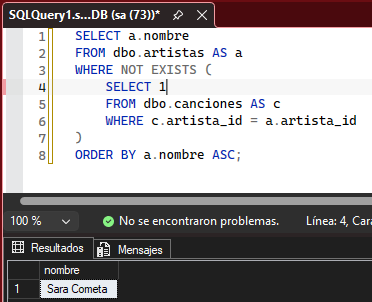 SQLQuery1.s...DB (sa (73))*
1 SELECT a.nombre
2 FROM dbo.artistas AS a
3 WHERE NOT EXISTS (
4 SELECT 1
5 FROM dbo.canciones AS c
6 WHERE c.artista_id = a.artista_id
7 )
8 ORDER BY a.nombre ASC;
100 % No se encontraron problemas. Línea: 4, Cará
Resultados Mensajes
nombre
1 Sara Cometa